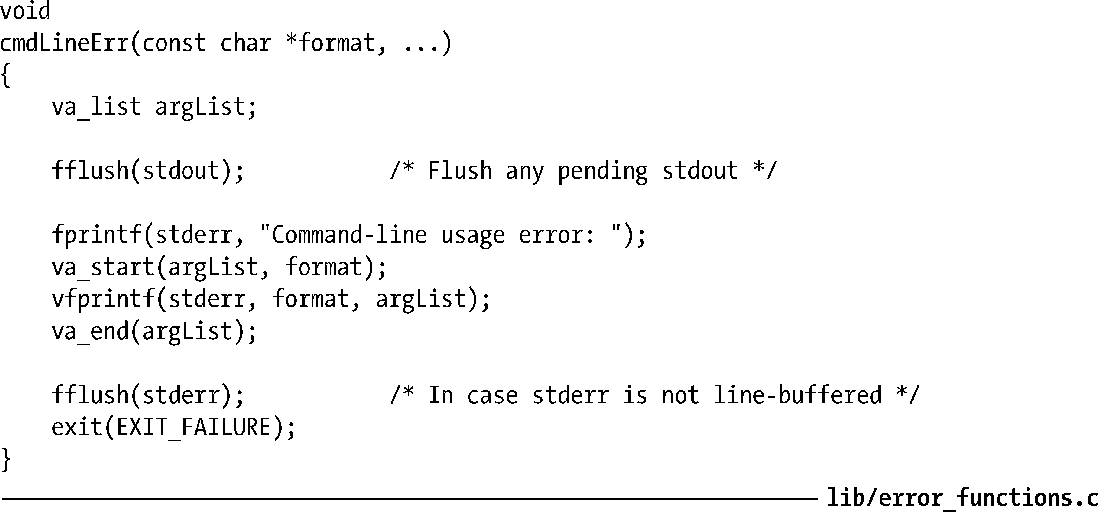 void
cmdLineErr(const char *format, ...)
{
    va_list argList;

    fflush(stdout);           /* Flush any pending stdout */

    fprintf(stderr, "Command-line usage error: ");
    va_start(argList, format);
    vfprintf(stderr, format, argList);
    va_end(argList);

    fflush(stderr);           /* In case stderr is not line-buffered */
    exit(EXIT_FAILURE);
}
lib/error_functions.c